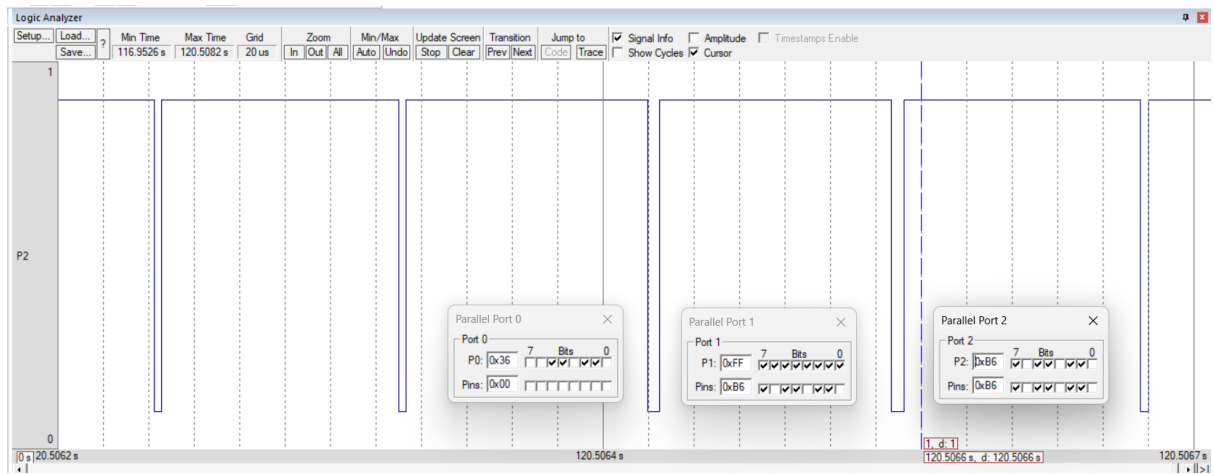 Logic Analyzer
Setup... Load... Save... ? Min Time Max Time Grid Zoom Min/Max Update Screen Transition Jump to Signal Info Amplitude Timestamps Enable
116.9526 s 120.5082 s 20 us In Out All Auto Undo Stop Clear Prev Next Code Trace Show Cycles Cursor
1
P2
0
Parallel Port 0
Port 0
7 Bits 0
P0: 0x36
Pins: 0x00
Parallel Port 1
Port 1
7 Bits 0
P1: 0xFF
Pins: 0xB6
Parallel Port 2
Port 2
7 Bits 0
P2: 0xB6
Pins: 0xB6
1, d: 1
0 s 20.5062 s 120.5064 s 120.5066 s, d: 120.5066 s 120.5067 s